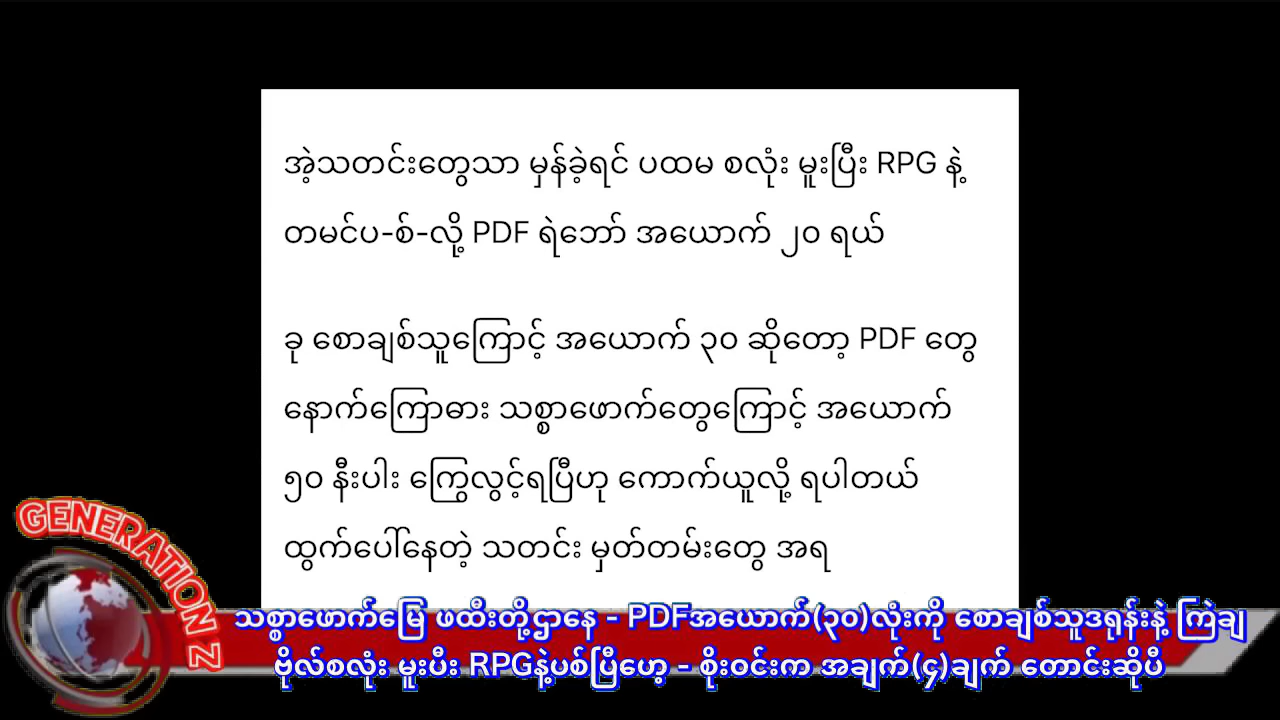 အဲ့သတင်းတွေသာ မှန်ခဲ့ရင် ပထမ စလုံး မူးပြီး RPG နဲ့
တမင်ပ-စ်-လို့ PDF ရဲဘော် အယောက် ၂၀ ရယ်
ခု စောချစ်သူကြောင့် အယောက် ၃၀ ဆိုတော့ PDF တွေ
နောက်ကြောဓား သစ္စာဖောက်တွေကြောင့် အယောက်
၅၀ နီးပါး ကြွေလွင့်ရပြီဟု ကောက်ယူလို့ ရပါတယ်
ထွက်ပေါ်နေတဲ့ သတင်း မှတ်တမ်းတွေ အရ
GENERATION Z
သစ္စာဖောက်မြေ ဖထီးတို့ဌာနေ - PDFအယောက်(၃၀)လုံးကို စောချစ်သူဒရုန်းနဲ့ ကြဲချ
ဗိုလ်စလုံး မူးပီး RPGနဲ့ပစ်ပြီဟေ့ - စိုးဝင်းက အချက်(၄)ချက် တောင်းဆိုပီ